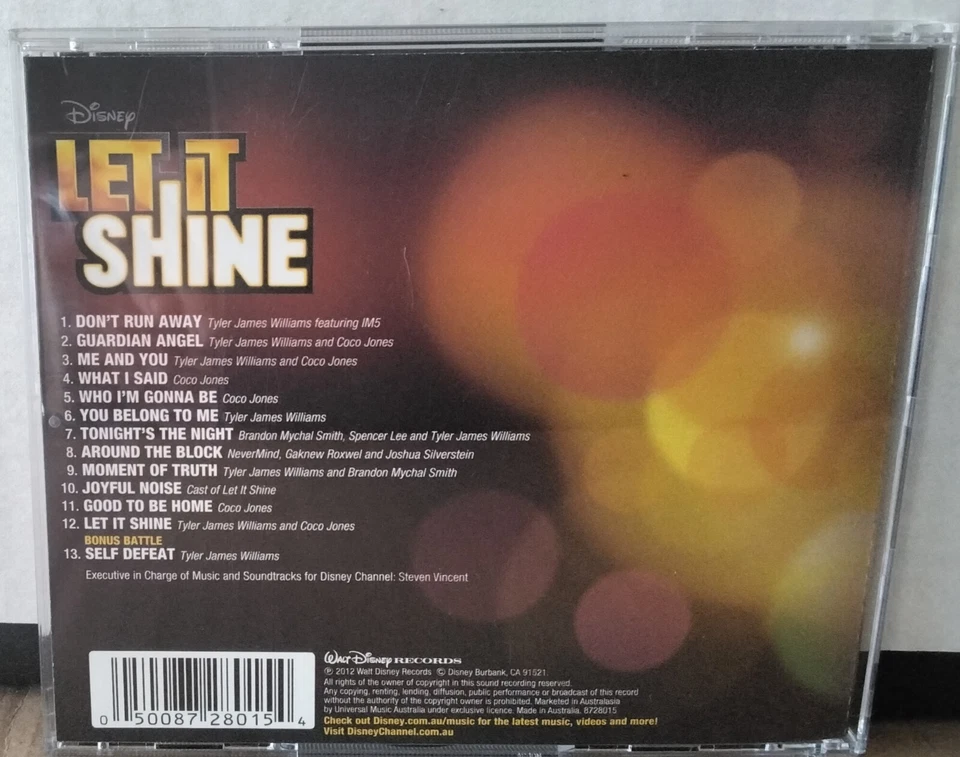 Disney
LET IT
SHINE
1. DON'T RUN AWAY Tyler James Williams featuring IM5
2. GUARDIAN ANGEL Tyler James Williams and Coco Jones
3. ME AND YOU Tyler James Williams and Coco Jones
4. WHAT I SAID Coco Jones
5. WHO I'M GONNA BE Coco Jones
6. YOU BELONG TO ME Tyler James Williams
7. TONIGHT'S THE NIGHT Brandon Mychal Smith, Spencer Lee and Tyler James Williams
8. AROUND THE BLOCK NeverMind, Gaknew Roxwel and Joshua Silverstein
9. MOMENT OF TRUTH Tyler James Williams and Brandon Mychal Smith
10. JOYFUL NOISE Cast of Let It Shine
11. GOOD TO BE HOME Coco Jones
12. LET IT SHINE Tyler James Williams and Coco Jones
BONUS BATTLE
13. SELF DEFEAT Tyler James Williams
Executive in Charge of Music and Soundtracks for Disney Channel: Steven Vincent
0 50087 28015 4
Walt Disney RECORDS
℗ 2012 Walt Disney Records © Disney Burbank, CA 91521
All rights of the owner of copyright in this sound recording reserved.
Any copying, renting, lending, diffusion, public performance or broadcast of this record
without the authority of the copyright owner is prohibited. Marketed in Australasia
by Universal Music Australia under exclusive licence. Made in Australia. 8728015
Check out Disney.com.au/music for the latest music, videos and more!
Visit DisneyChannel.com.au